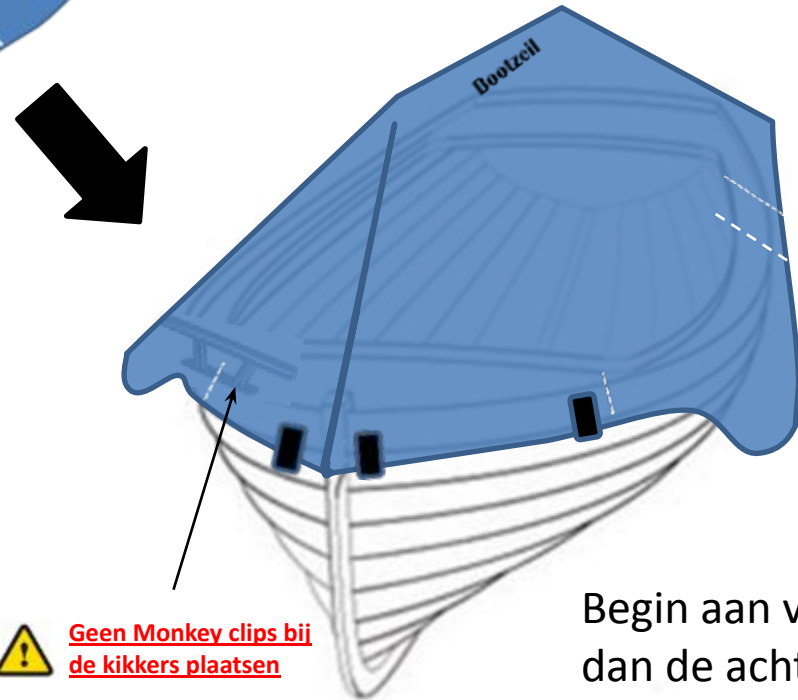 Bootzeil
Geen Monkey clips bij
de kikkers plaatsen
Begin aan v
dan de acht